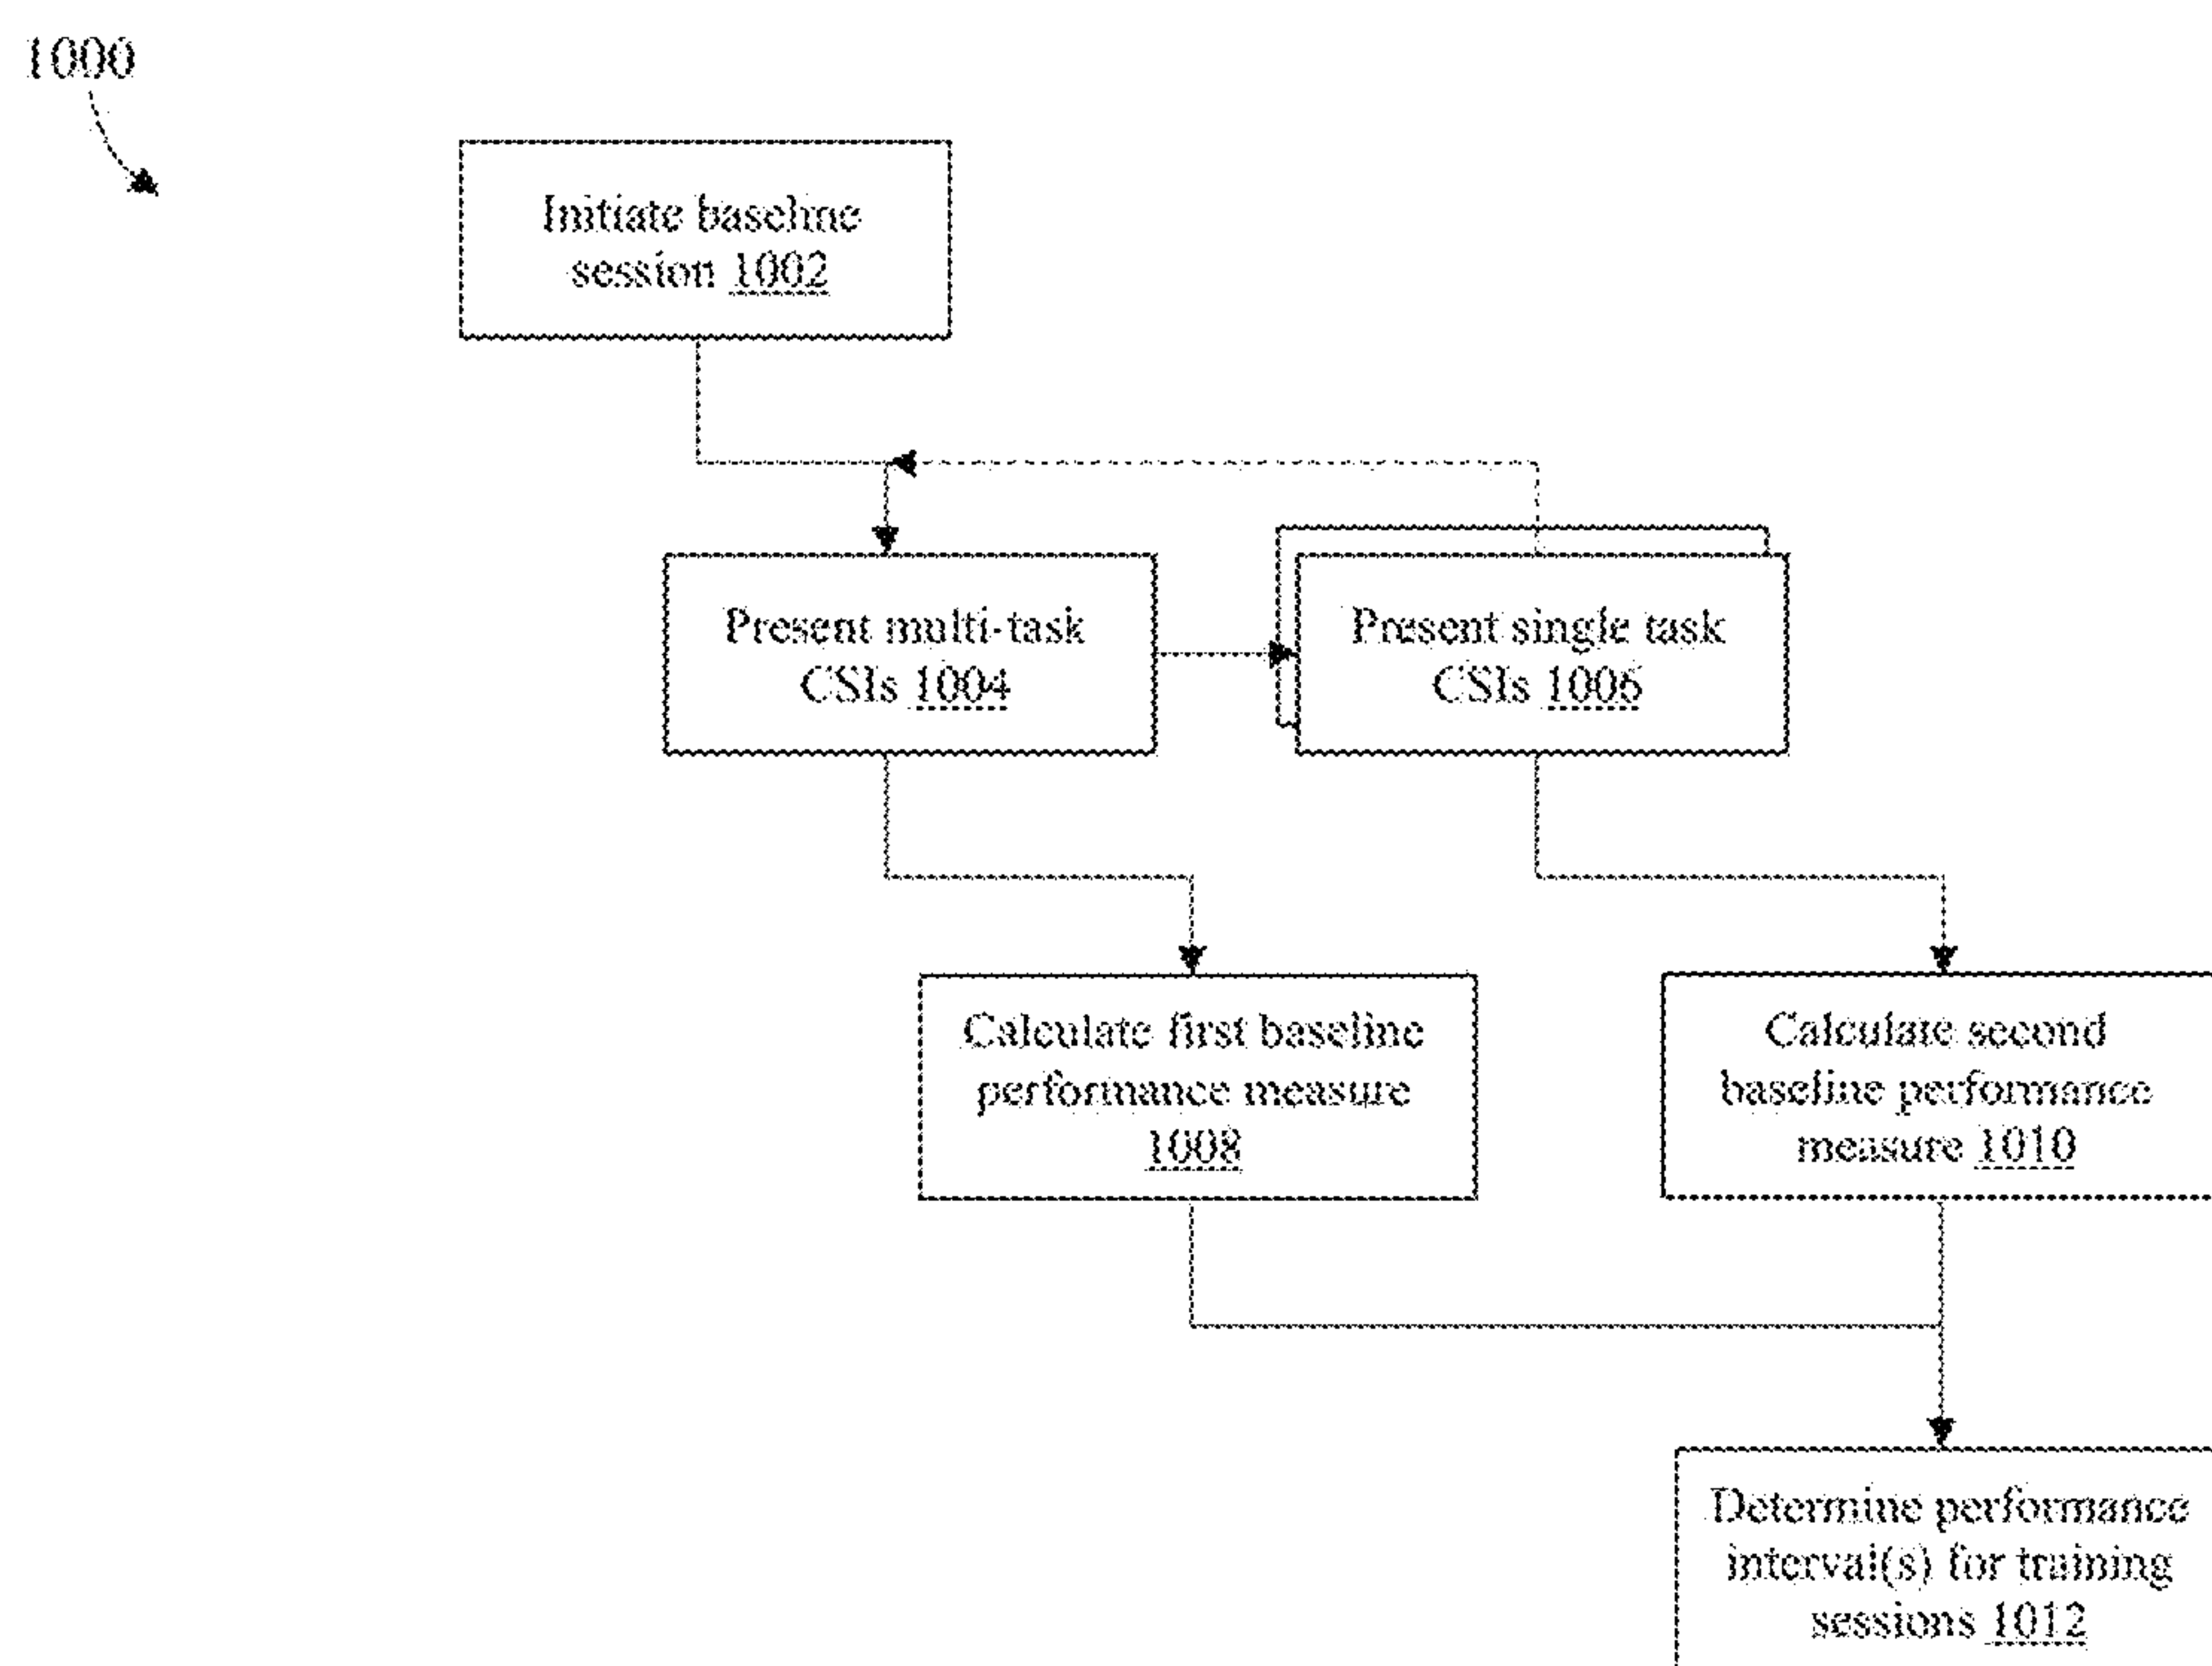 1000
Initiate baseline
session 1002
Present multi-task
CSIs 1004
Present single task
CSIs 1006
Calculate first baseline
performance measure
1008
Calculate second
baseline performance
measure 1010
Determine performance
interval(s) for training
sessions 1012